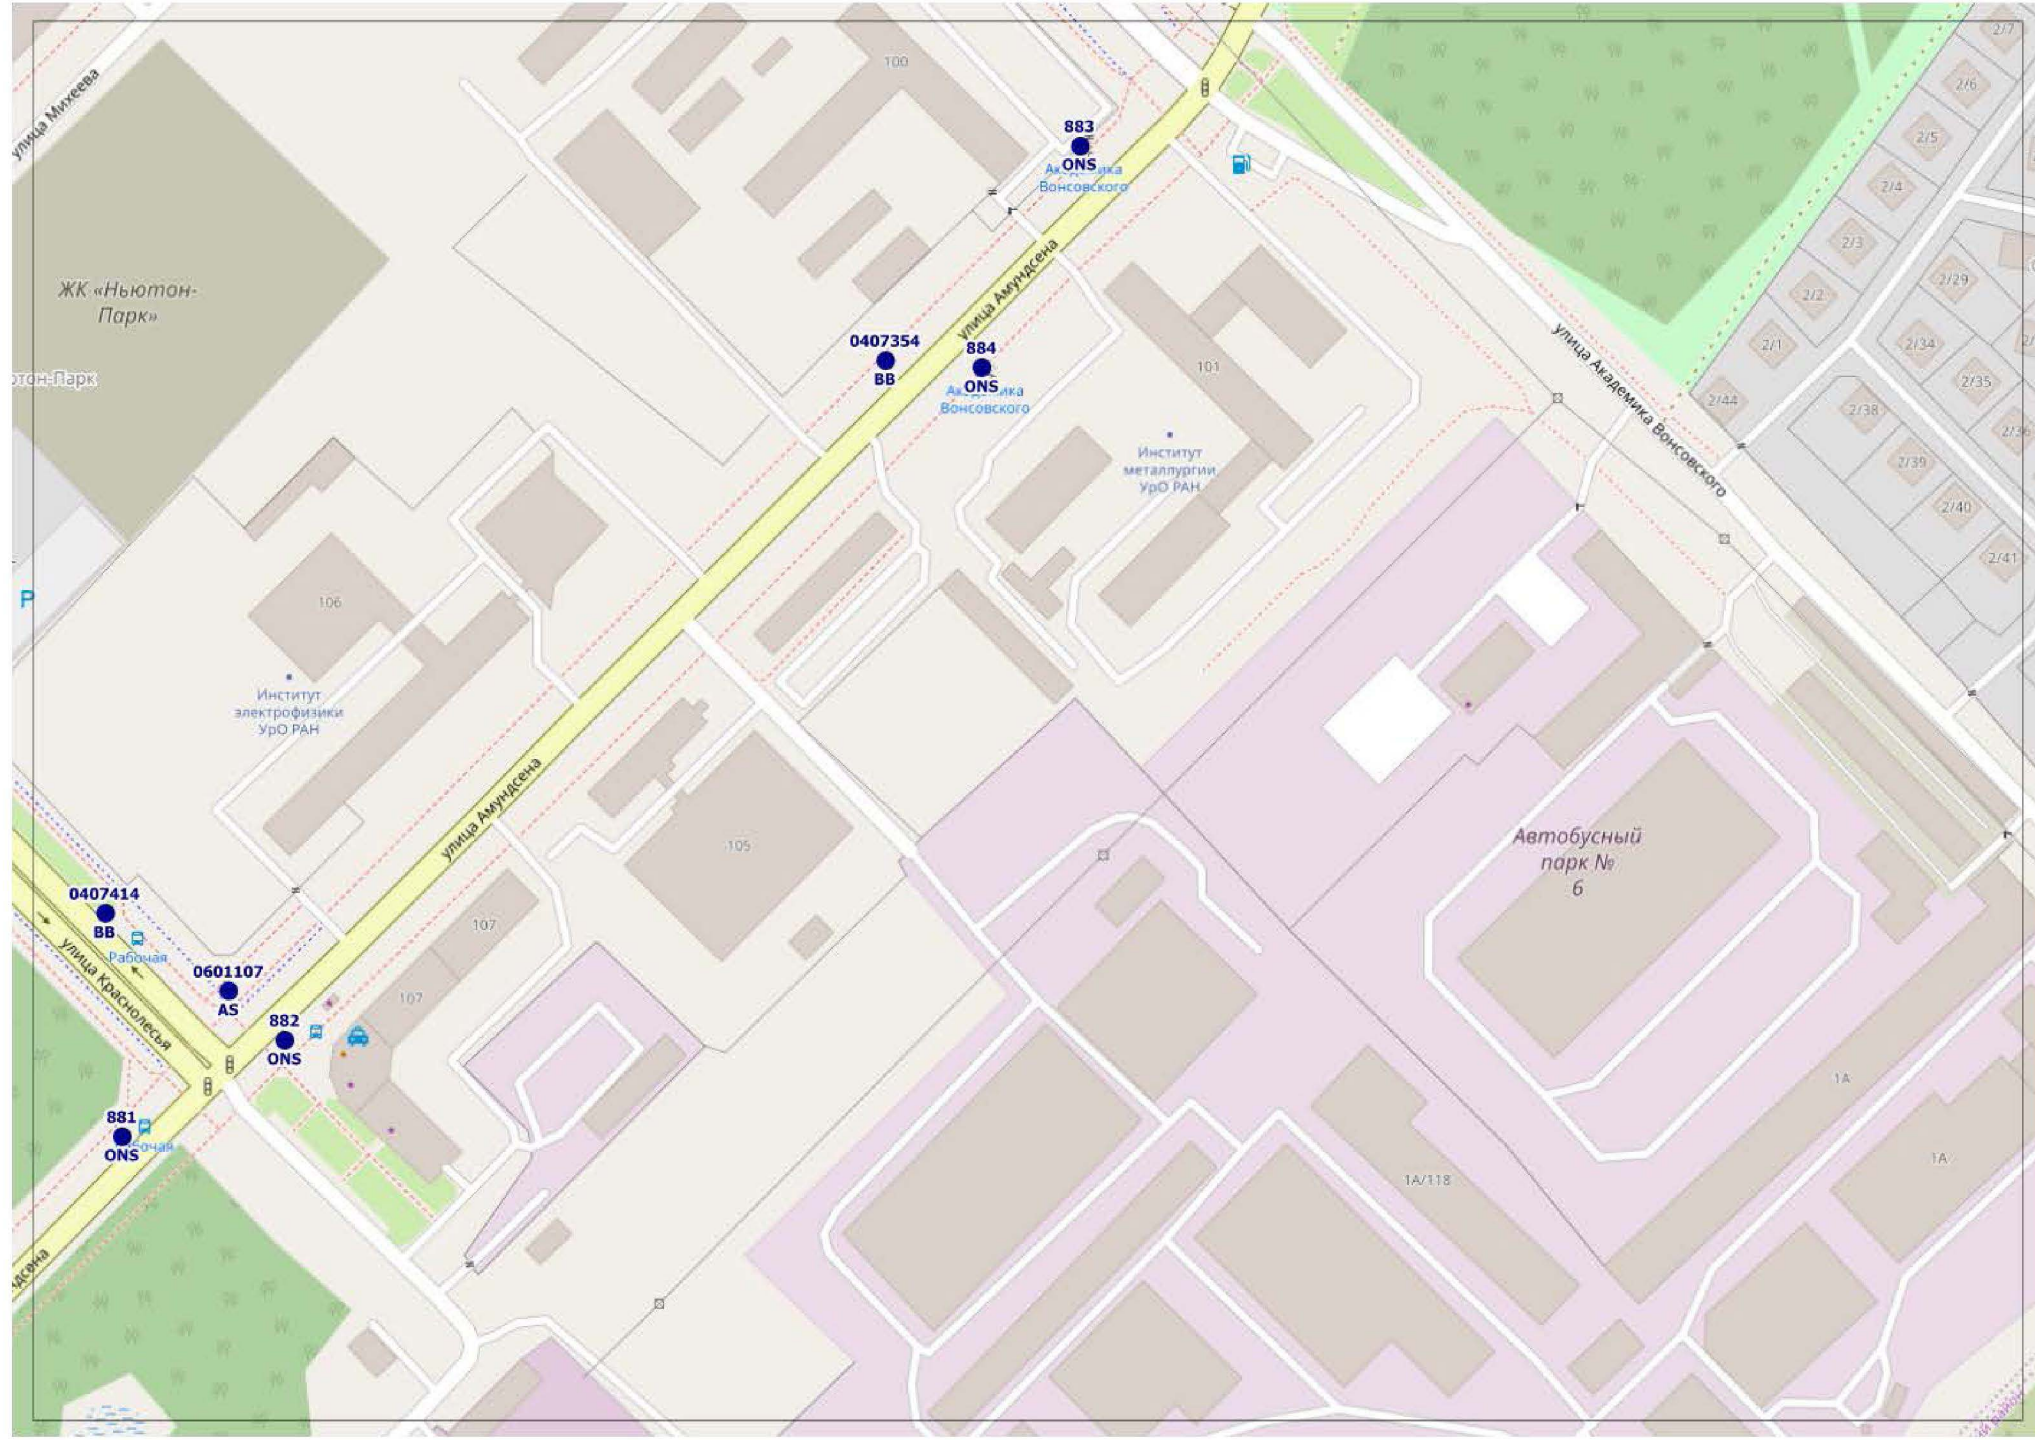 2/7
улица Михеева
100
2/6
883
ONS
Вонсовского
2/5
2/4
2/3
ЖК «Ньютон-
Парк»
улица Амундсена
2/29
2/2
0407354
BB
884
ONS
Вонсовского
улица Академика Вонсовского
2/1
2/34
101
2/35
2/44
2/38
2/36
Институт
металлургии
УрО РАН
2/39
2/40
2/41
P
106
Институт
электрофизики
УрО РАН
улица Амундсена
105
Автобусный
парк №
6
0407414
BB
Рабочая
107
улица Краснолесья
0601107
AS
107
882
ONS
1А
881
ONS
1А/118
1А